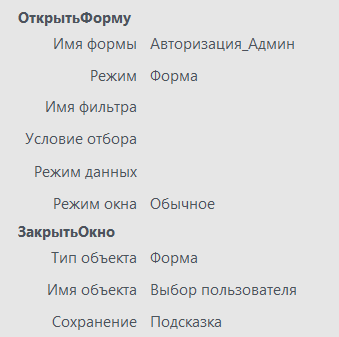 ОткрытьФорму
Имя формы Авторизация_Админ
Режим Форма
Имя фильтра
Условие отбора
Режим данных
Режим окна Обычное
ЗакрытьОкно
Тип объекта Форма
Имя объекта Выбор пользователя
Сохранение Подсказка